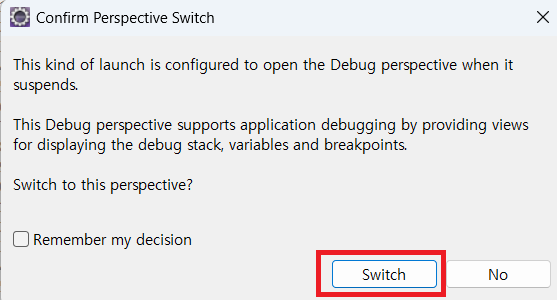 Confirm Perspective Switch
This kind of launch is configured to open the Debug perspective when it
suspends.
This Debug perspective supports application debugging by providing views
for displaying the debug stack, variables and breakpoints.
Switch to this perspective?
Remember my decision
Switch
No